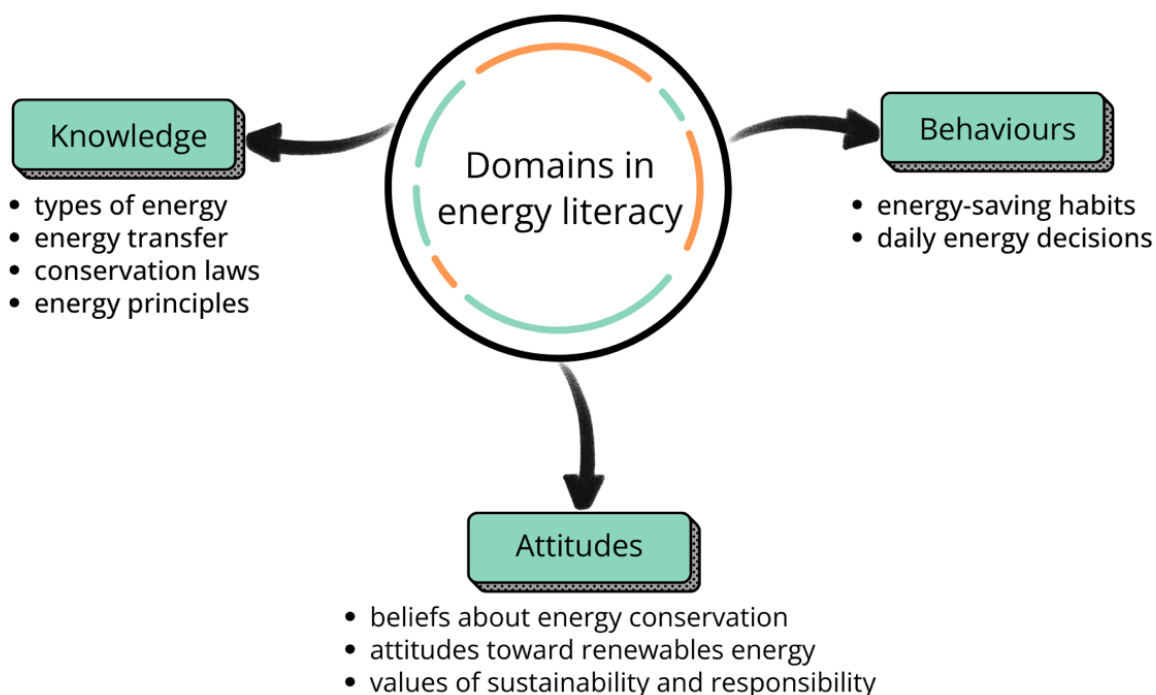 Domains in
energy literacy
Knowledge
• types of energy
• energy transfer
• conservation laws
• energy principles
Behaviours
• energy-saving habits
• daily energy decisions
Attitudes
• beliefs about energy conservation
• attitudes toward renewables energy
• values of sustainability and responsibility